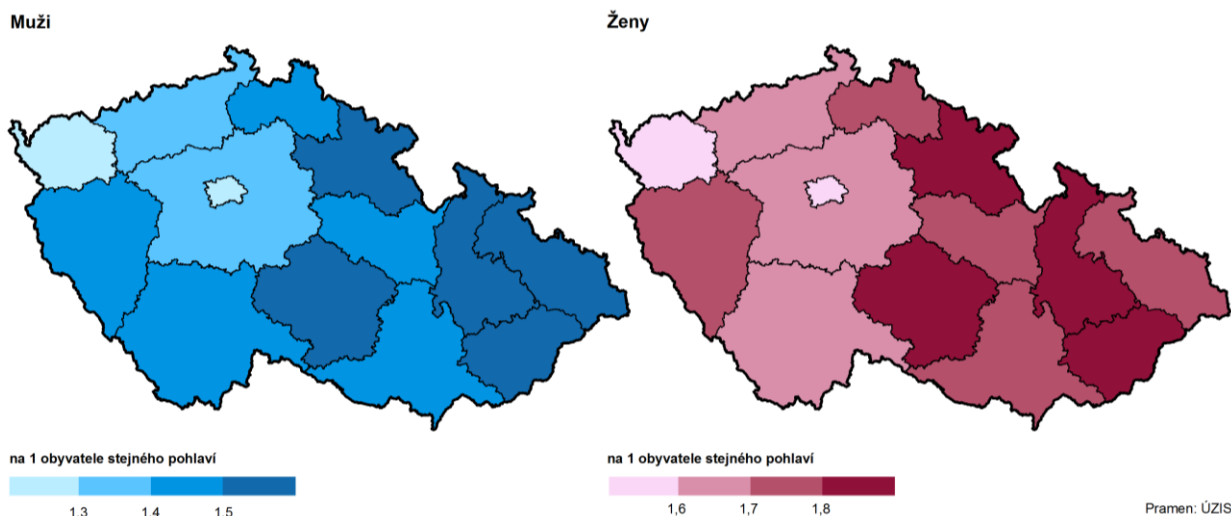 Muži
Ženy
na 1 obyvatele stejného pohlaví
1.3 1.4 1.5
na 1 obyvatele stejného pohlaví
1,6 1,7 1,8
Pramen: ÚZIS